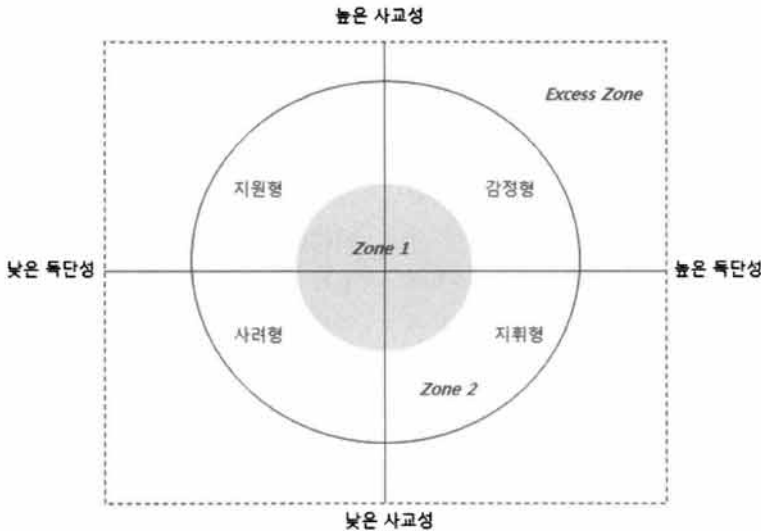 높은 사교성
Excess Zone
지원형
감정형
Zone 1
낮은 독단성
높은 독단성
사려형
지휘형
Zone 2
낮은 사교성